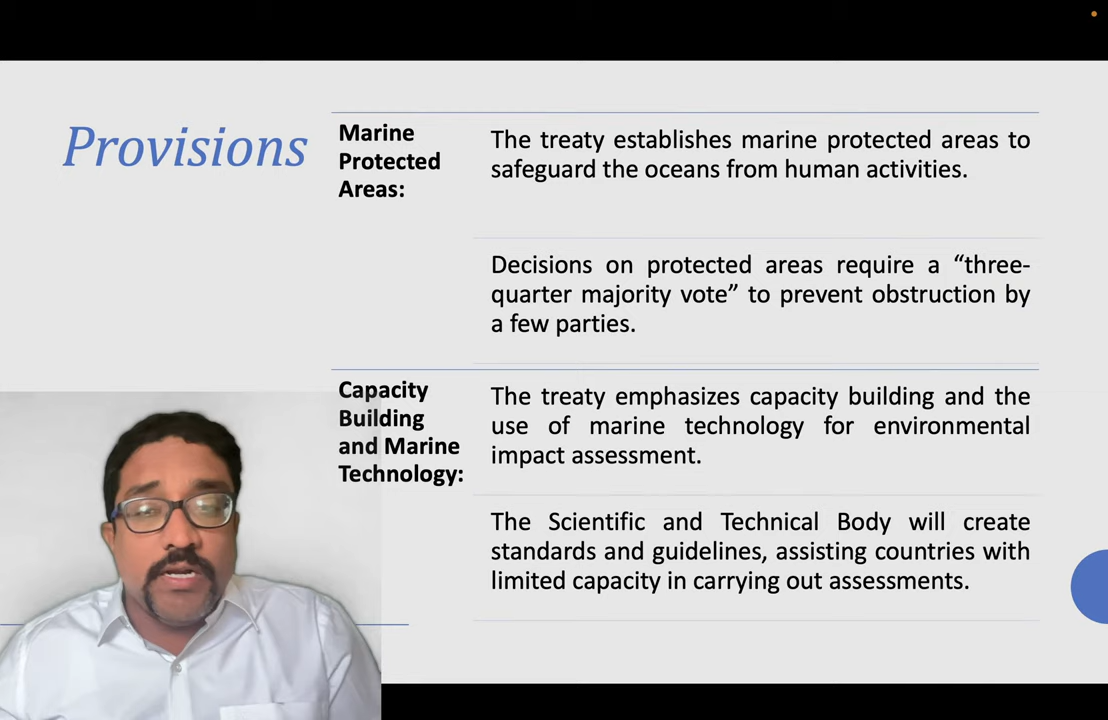 Provisions
Marine
Protected
Areas:
The treaty establishes marine protected areas to
safeguard the oceans from human activities.
Decisions on protected areas require a “three-
quarter majority vote” to prevent obstruction by
a few parties.
Capacity
Building
and Marine
Technology:
The treaty emphasizes capacity building and the
use of marine technology for environmental
impact assessment.
The Scientific and Technical Body will create
standards and guidelines, assisting countries with
limited capacity in carrying out assessments.